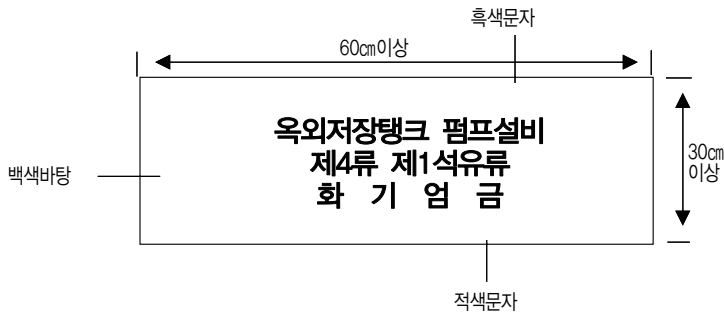 흑색문자
60㎝이상
옥외저장탱크 펌프설비
제4류 제1석유류
화 기 엄 금
백색바탕
30㎝
이상
적색문자